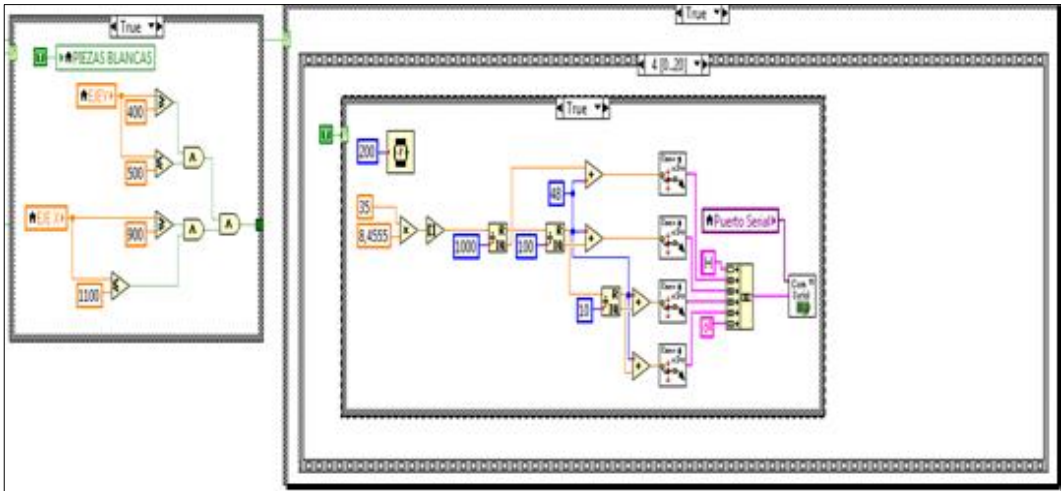 True
PIEZAS BLANCAS
EJEY
400
500
EJE X
900
1100
True
4 [0..20]
True
200
35
8,4555
1000
100
10
48
Puerto Serial
H